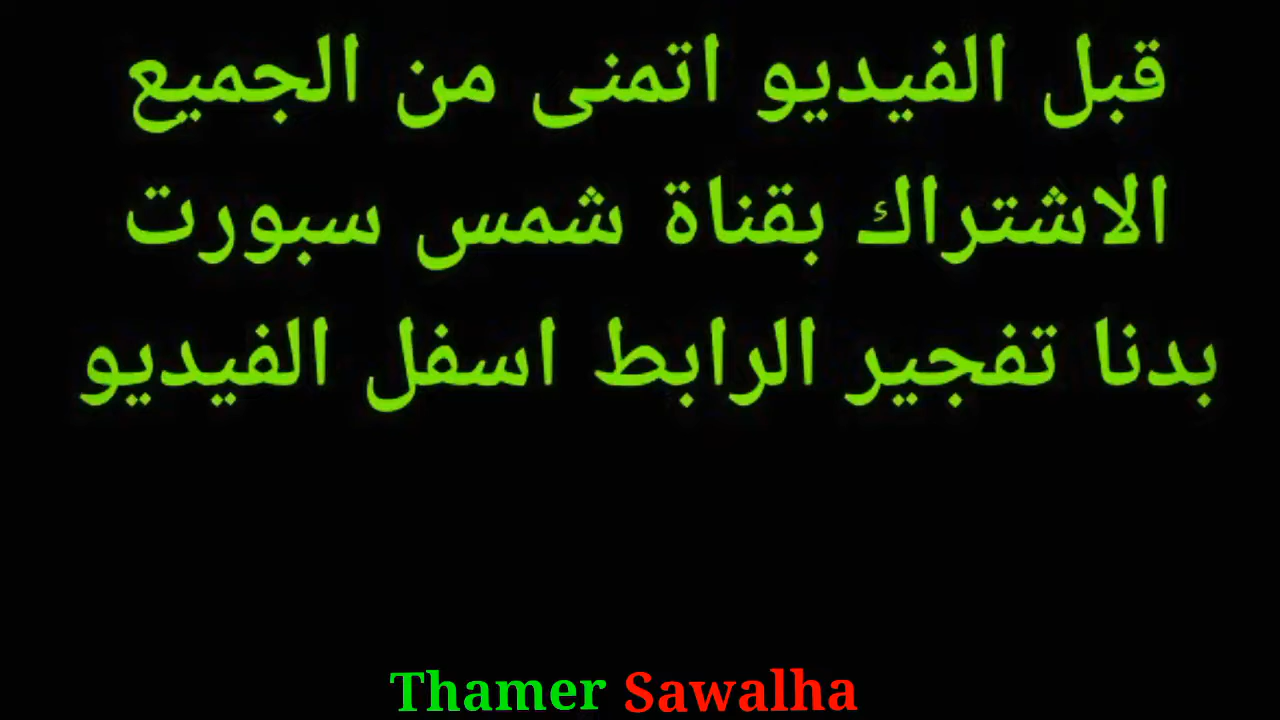 قبل الفيديو اتمنى من الجميع
الاشتراك بقناة شمس سبورت
بدنا تفجير الرابط اسفل الفيديو
Thamer Sawalha